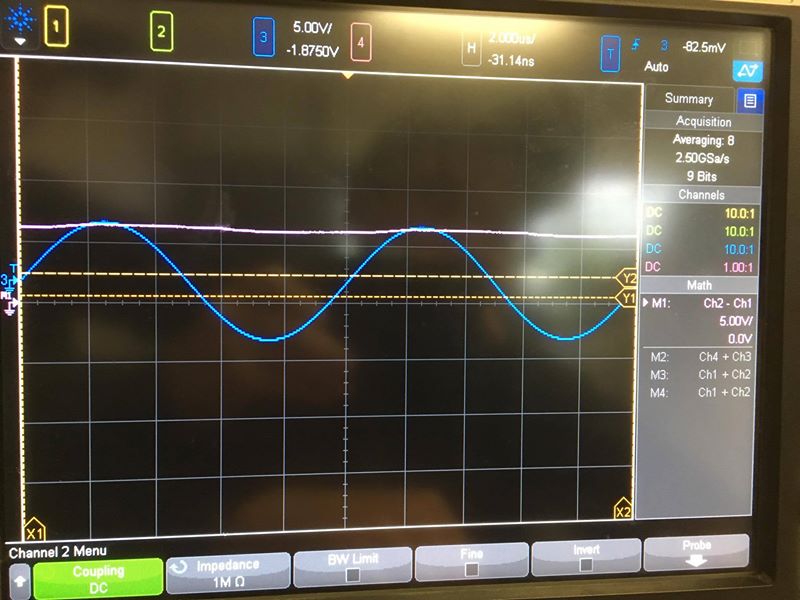 1
2
3 5.00V/
-1.8750V
4
H 2.000us/
-31.14ns
T 3 -82.5mV
Auto
Summary
Acquisition
Averaging: 8
2.50GSa/s
9 Bits
Channels
DC 10.0:1
DC 10.0:1
DC 10.0:1
DC 1.00:1
Math
M1: Ch2 - Ch1
5.00V/
0.0V
M2: Ch4 + Ch3
M3: Ch1 + Ch2
M4: Ch1 + Ch2
T
3
Y2
Y1
X1
X2
Channel 2 Menu
Coupling
DC
Impedance
1M Ω
BW Limit
Fine
Invert
Probe